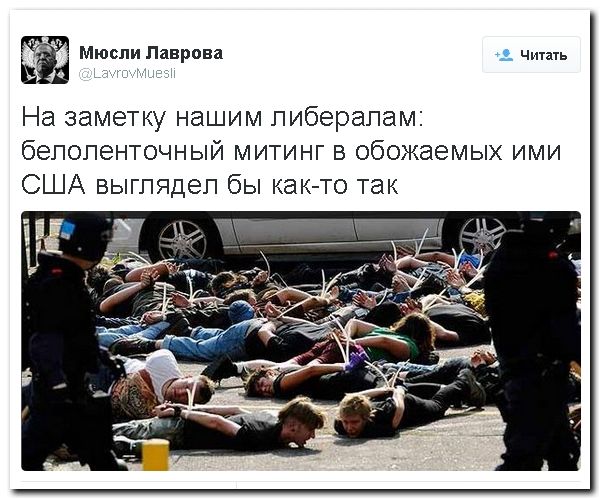 Мюсли Лаврова
@LavrovMuesli
Читать
На заметку нашим либералам:
белоленточный митинг в обожаемых ими
США выглядел бы как-то так